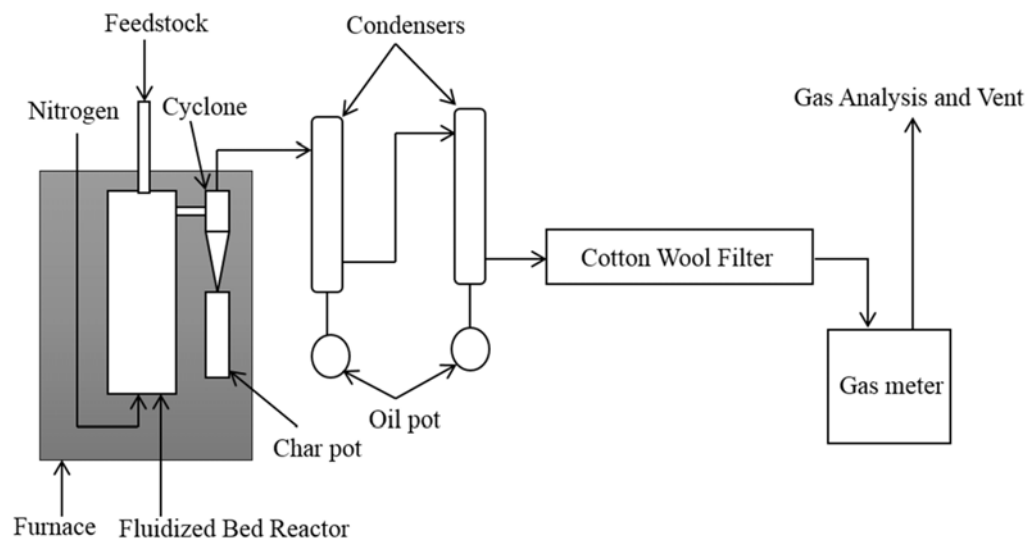 Feedstock
Condensers
Nitrogen
Cyclone
Gas Analysis and Vent
Cotton Wool Filter
Gas meter
Oil pot
Char pot
Furnace
Fluidized Bed Reactor